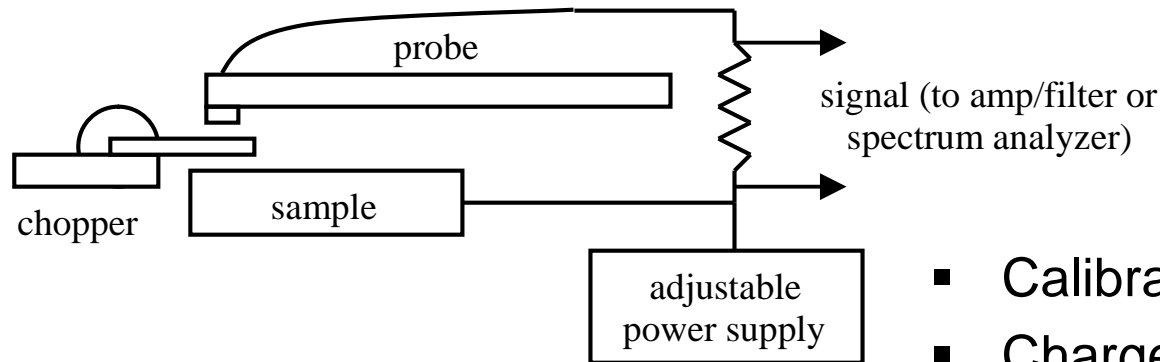 probe
signal (to amp/filter or
spectrum analyzer)
chopper
sample
adjustable
power supply
▪ Calibra
▪ Charge